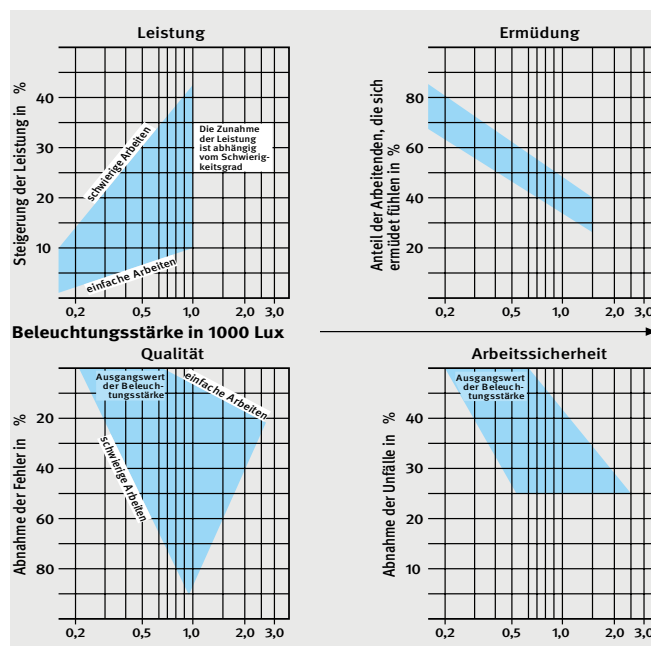 Leistung
Steigerung der Leistung in %
40
30
20
10
schwierige Arbeiten
Die Zunahme
der Leistung
ist abhängig
vom Schwierig-
keitsgrad
einfache Arbeiten
0,2 0,5 1,0 2,0 3,0
Ermüdung
Anteil der Arbeitenden, die sich
ermüdet fühlen in %
80
60
40
20
0,2 0,5 1,0 2,0 3,0
Beleuchtungsstärke in 1000 Lux
Qualität
Abnahme der Fehler in %
20
40
60
80
Ausgangswert
der Beleuch-
tungsstärke
einfache Arbeiten
schwierige Arbeiten
0,2 0,5 1,0 2,0 3,0
Arbeitssicherheit
Abnahme der Unfälle in %
40
30
20
10
Ausgangswert
der Beleuch-
tungsstärke
0,2 0,5 1,0 2,0 3,0